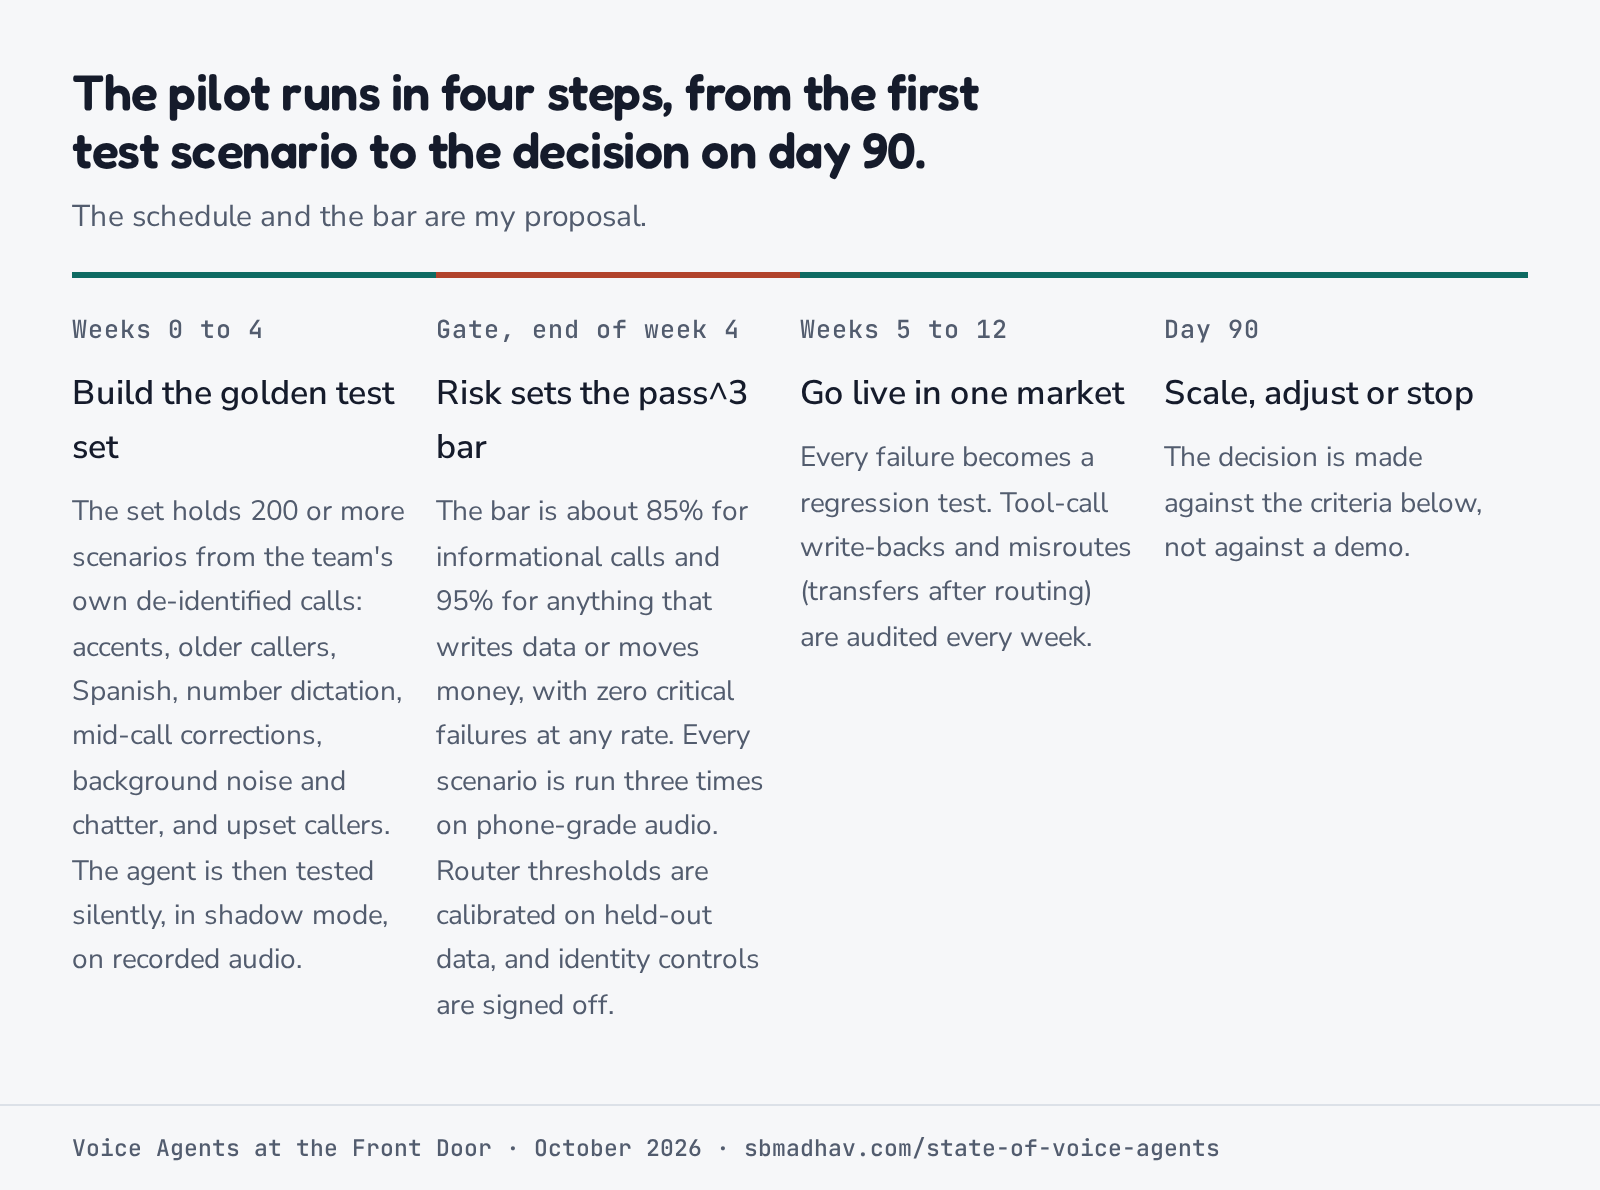 The pilot runs in four steps, from the first
test scenario to the decision on day 90.
The schedule and the bar are my proposal.
Weeks 0 to 4
Build the golden test
set
The set holds 200 or more
scenarios from the team's
own de-identified calls:
accents, older callers,
Spanish, number dictation,
mid-call corrections,
background noise and
chatter, and upset callers.
The agent is then tested
silently, in shadow mode,
on recorded audio.
Gate, end of week 4
Risk sets the pass^3
bar
The bar is about 85% for
informational calls and
95% for anything that
writes data or moves
money, with zero critical
failures at any rate. Every
scenario is run three times
on phone-grade audio.
Router thresholds are
calibrated on held-out
data, and identity controls
are signed off.
Weeks 5 to 12
Go live in one market
Every failure becomes a
regression test. Tool-call
write-backs and misroutes
(transfers after routing)
are audited every week.
Day 90
Scale, adjust or stop
The decision is made
against the criteria below,
not against a demo.
Voice Agents at the Front Door · October 2026 · sbmadhav.com/state-of-voice-agents